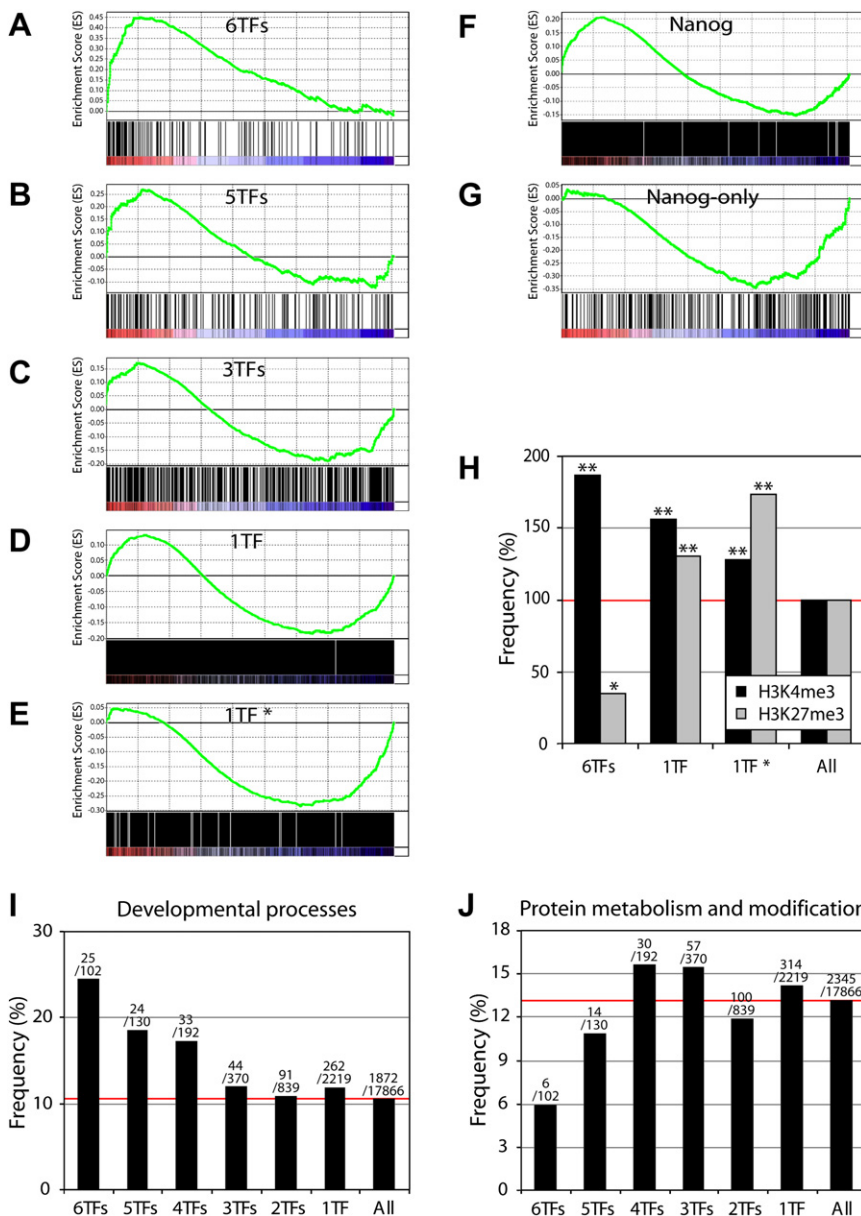 A
6TFs
Enrichment Score (ES)
0.45
0.40
0.35
0.30
0.25
0.20
0.15
0.10
0.05
0.00
B
5TFs
Enrichment Score (ES)
0.25
0.20
0.15
0.10
0.05
0.00
-0.05
-0.10
C
3TFs
Enrichment Score (ES)
0.15
0.10
0.05
0.00
-0.05
-0.10
-0.15
-0.20
D
1TF
Enrichment Score (ES)
0.10
0.05
0.00
-0.05
-0.10
-0.15
-0.20
E
1TF *
Enrichment Score (ES)
0.05
0.00
-0.05
-0.10
-0.15
-0.20
-0.25
-0.30
F
Nanog
Enrichment Score (ES)
0.20
0.15
0.10
0.05
0.00
-0.05
-0.10
-0.15
G
Nanog-only
Enrichment Score (ES)
0.05
0.00
-0.05
-0.10
-0.15
-0.20
-0.25
-0.30
-0.35
H
Frequency (%)
200
150
100
50
0
** * ** ** ** **
H3K4me3
H3K27me3
6TFs 1TF 1TF * All
I Developmental processes
Frequency (%)
30
20
10
0
25 /102
24 /130
33 /192
44 /370
91 /839
262 /2219
1872 /17866
6TFs 5TFs 4TFs 3TFs 2TFs 1TF All
J Protein metabolism and modification
Frequency (%)
18
15
12
9
6
3
0
6 /102
14 /130
30 /192
57 /370
100 /839
314 /2219
2345 /17866
6TFs 5TFs 4TFs 3TFs 2TFs 1TF All